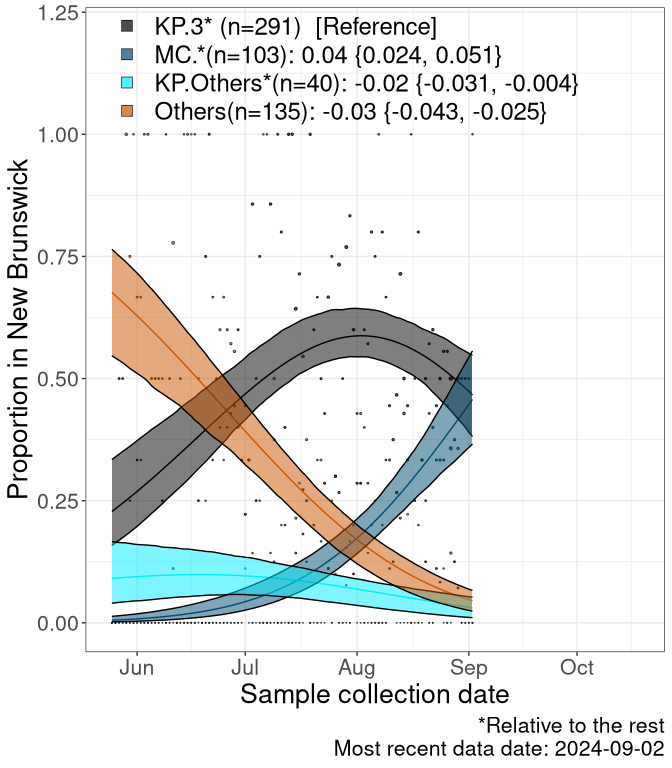 KP.3* (n=291)  [Reference]
MC.*(n=103): 0.04 {0.024, 0.051}
KP.Others*(n=40): -0.02 {-0.031, -0.004}
Others(n=135): -0.03 {-0.043, -0.025}
1.25
1.00
0.75
0.50
0.25
0.00
Proportion in New Brunswick
Jun Jul Aug Sep Oct
Sample collection date
*Relative to the rest
Most recent data date: 2024-09-02